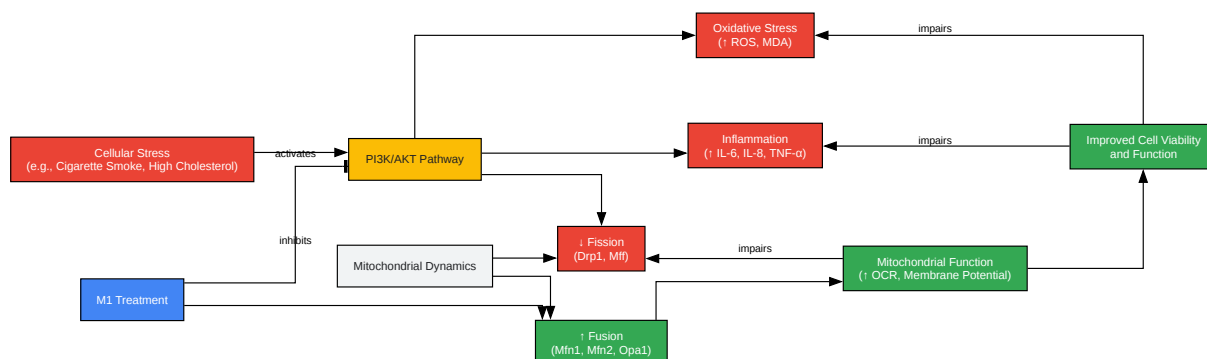 Oxidative Stress
(↑ ROS, MDA)
impairs
Cellular Stress
(e.g., Cigarette Smoke, High Cholesterol)
activates
PI3K/AKT Pathway
Inflammation
(↑ IL-6, IL-8, TNF-α)
impairs
Improved Cell Viability
and Function
inhibits
↓ Fission
(Drp1, Mff)
impairs
Mitochondrial Dynamics
Mitochondrial Function
(↑ OCR, Membrane Potential)
M1 Treatment
↑ Fusion
(Mfn1, Mfn2, Opa1)